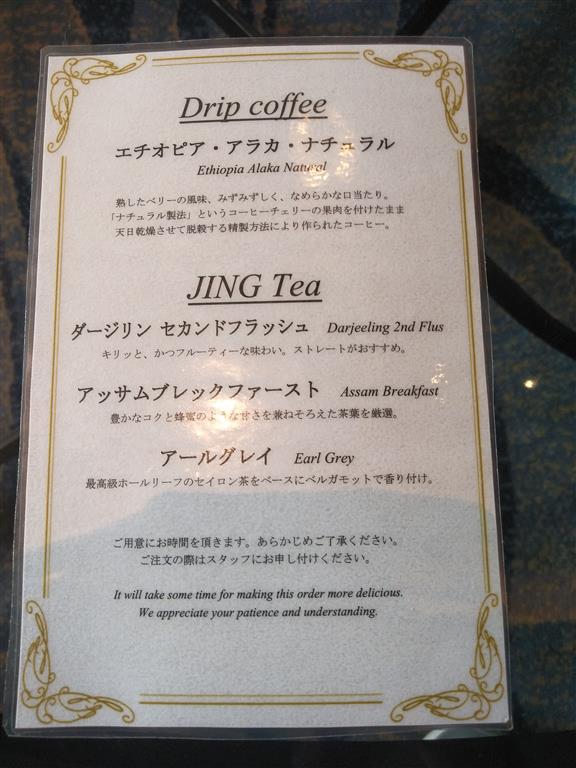 Drip coffee
エチオピア・アラカ・ナチュラル
Ethiopia Alaka Natural
熟したベリーの風味、みずみずしく、なめらかな口当たり。
「ナチュラル製法」というコーヒーチェリーの果肉を付けたまま
天日乾燥させて脱穀する精製方法により作られたコーヒー。
JING Tea
ダージリン セカンドフラッシュ Darjeeling 2nd Flus
キリッと、かつフルーティーな味わい。ストレートがおすすめ。
アッサムブレックファースト Assam Breakfast
豊かなコクと蜂蜜のような甘さを兼ねそろえた茶葉を厳選。
アールグレイ Earl Grey
最高級ホールリーフのセイロン茶をベースにベルガモットで香り付け。
ご用意にお時間を頂きます。あらかじめご了承ください。
ご注文の際はスタッフにお申し付けください。
It will take some time for making this order more delicious.
We appreciate your patience and understanding.